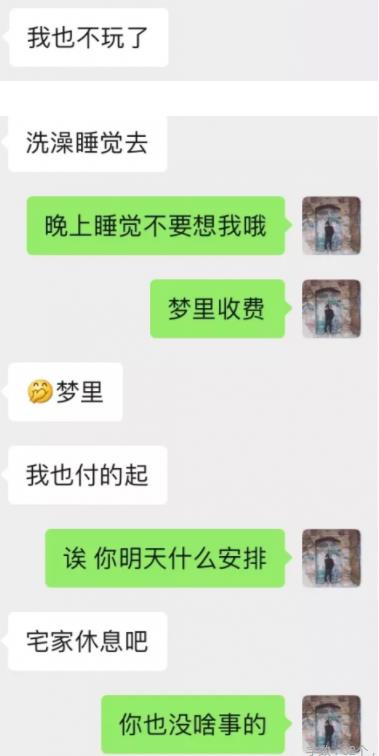 我也不玩了
洗澡睡觉去
晚上睡觉不要想我哦
梦里收费
🤭梦里
我也付的起
诶 你明天什么安排
宅家休息吧
你也没啥事的